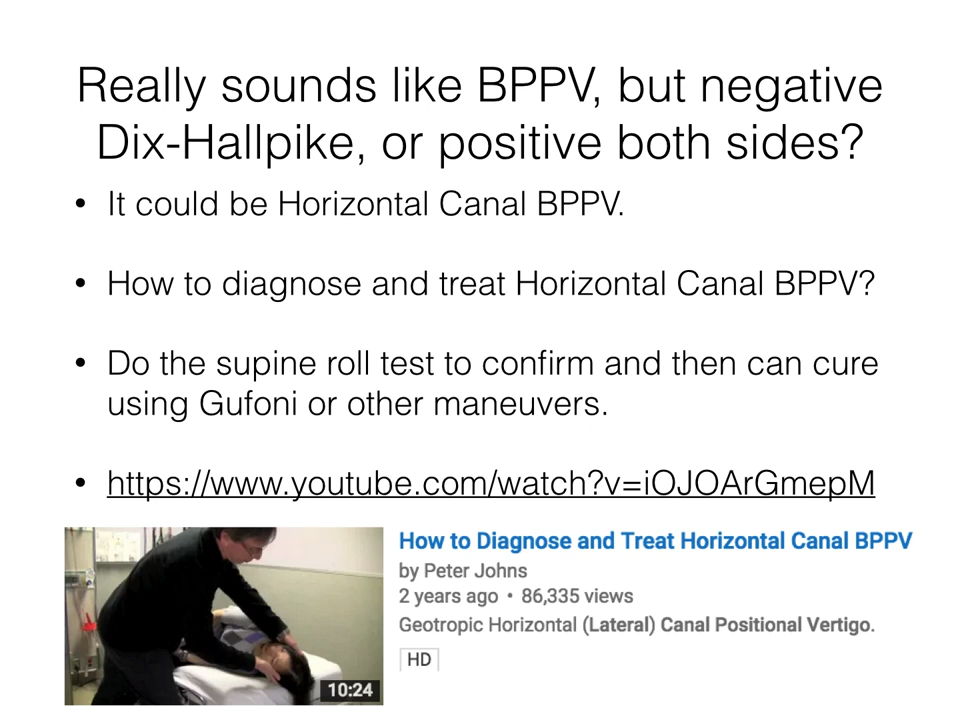 Really sounds like BPPV, but negative
Dix-Hallpike, or positive both sides?
• It could be Horizontal Canal BPPV.
• How to diagnose and treat Horizontal Canal BPPV?
• Do the supine roll test to confirm and then can cure
using Gufoni or other maneuvers.
• https://www.youtube.com/watch?v=iOJOArGmepM
How to Diagnose and Treat Horizontal Canal BPPV
by Peter Johns
2 years ago • 86,335 views
Geotropic Horizontal (Lateral) Canal Positional Vertigo.
HD
10:24